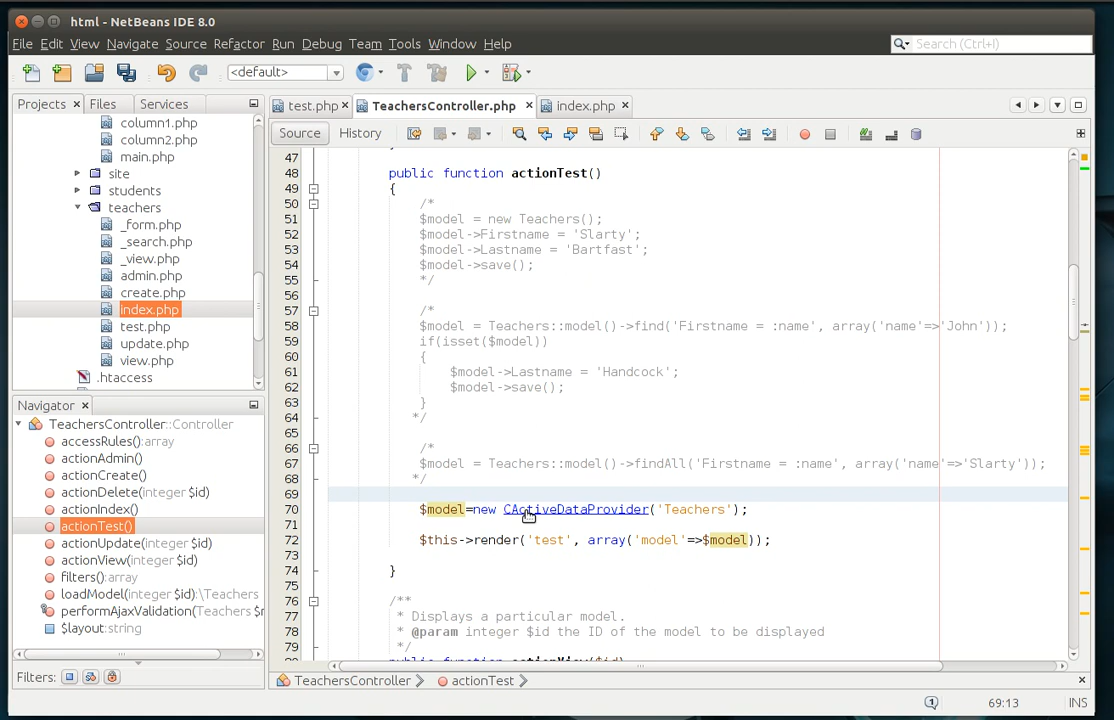 html - NetBeans IDE 8.0
File Edit View Navigate Source Refactor Run Debug Team Tools Window Help
Search (Ctrl+I)
<default>
Projects Files Services
column1.php
column2.php
main.php
site
students
teachers
_form.php
_search.php
_view.php
admin.php
create.php
index.php
test.php
update.php
view.php
.htaccess
Navigator
TeachersController::Controller
accessRules():array
actionAdmin()
actionCreate()
actionDelete(integer $id)
actionIndex()
actionTest()
actionUpdate(integer $id)
actionView(integer $id)
filters():array
loadModel(integer $id):\Teachers
performAjaxValidation(Teachers $r
$layout:string
Filters:
test.php TeachersController.php index.php
Source History
47
48 public function actionTest()
49 {
50 /*
51 $model = new Teachers();
52 $model->Firstname = 'Slarty';
53 $model->Lastname = 'Bartfast';
54 $model->save();
55 */
56
57 /*
58 $model = Teachers::model()->find('Firstname = :name', array('name'=>'John'));
59 if(isset($model))
60 {
61 $model->Lastname = 'Handcock';
62 $model->save();
63 }
64 */
65
66 /*
67 $model = Teachers::model()->findAll('Firstname = :name', array('name'=>'Slarty'));
68 */
69
70 $model=new CActiveDataProvider('Teachers');
71
72 $this->render('test', array('model'=>$model));
73
74 }
75
76 /**
77 * Displays a particular model.
78 * @param integer $id the ID of the model to be displayed
79 */
public function actionView($id)
TeachersController actionTest
1 69:13 INS